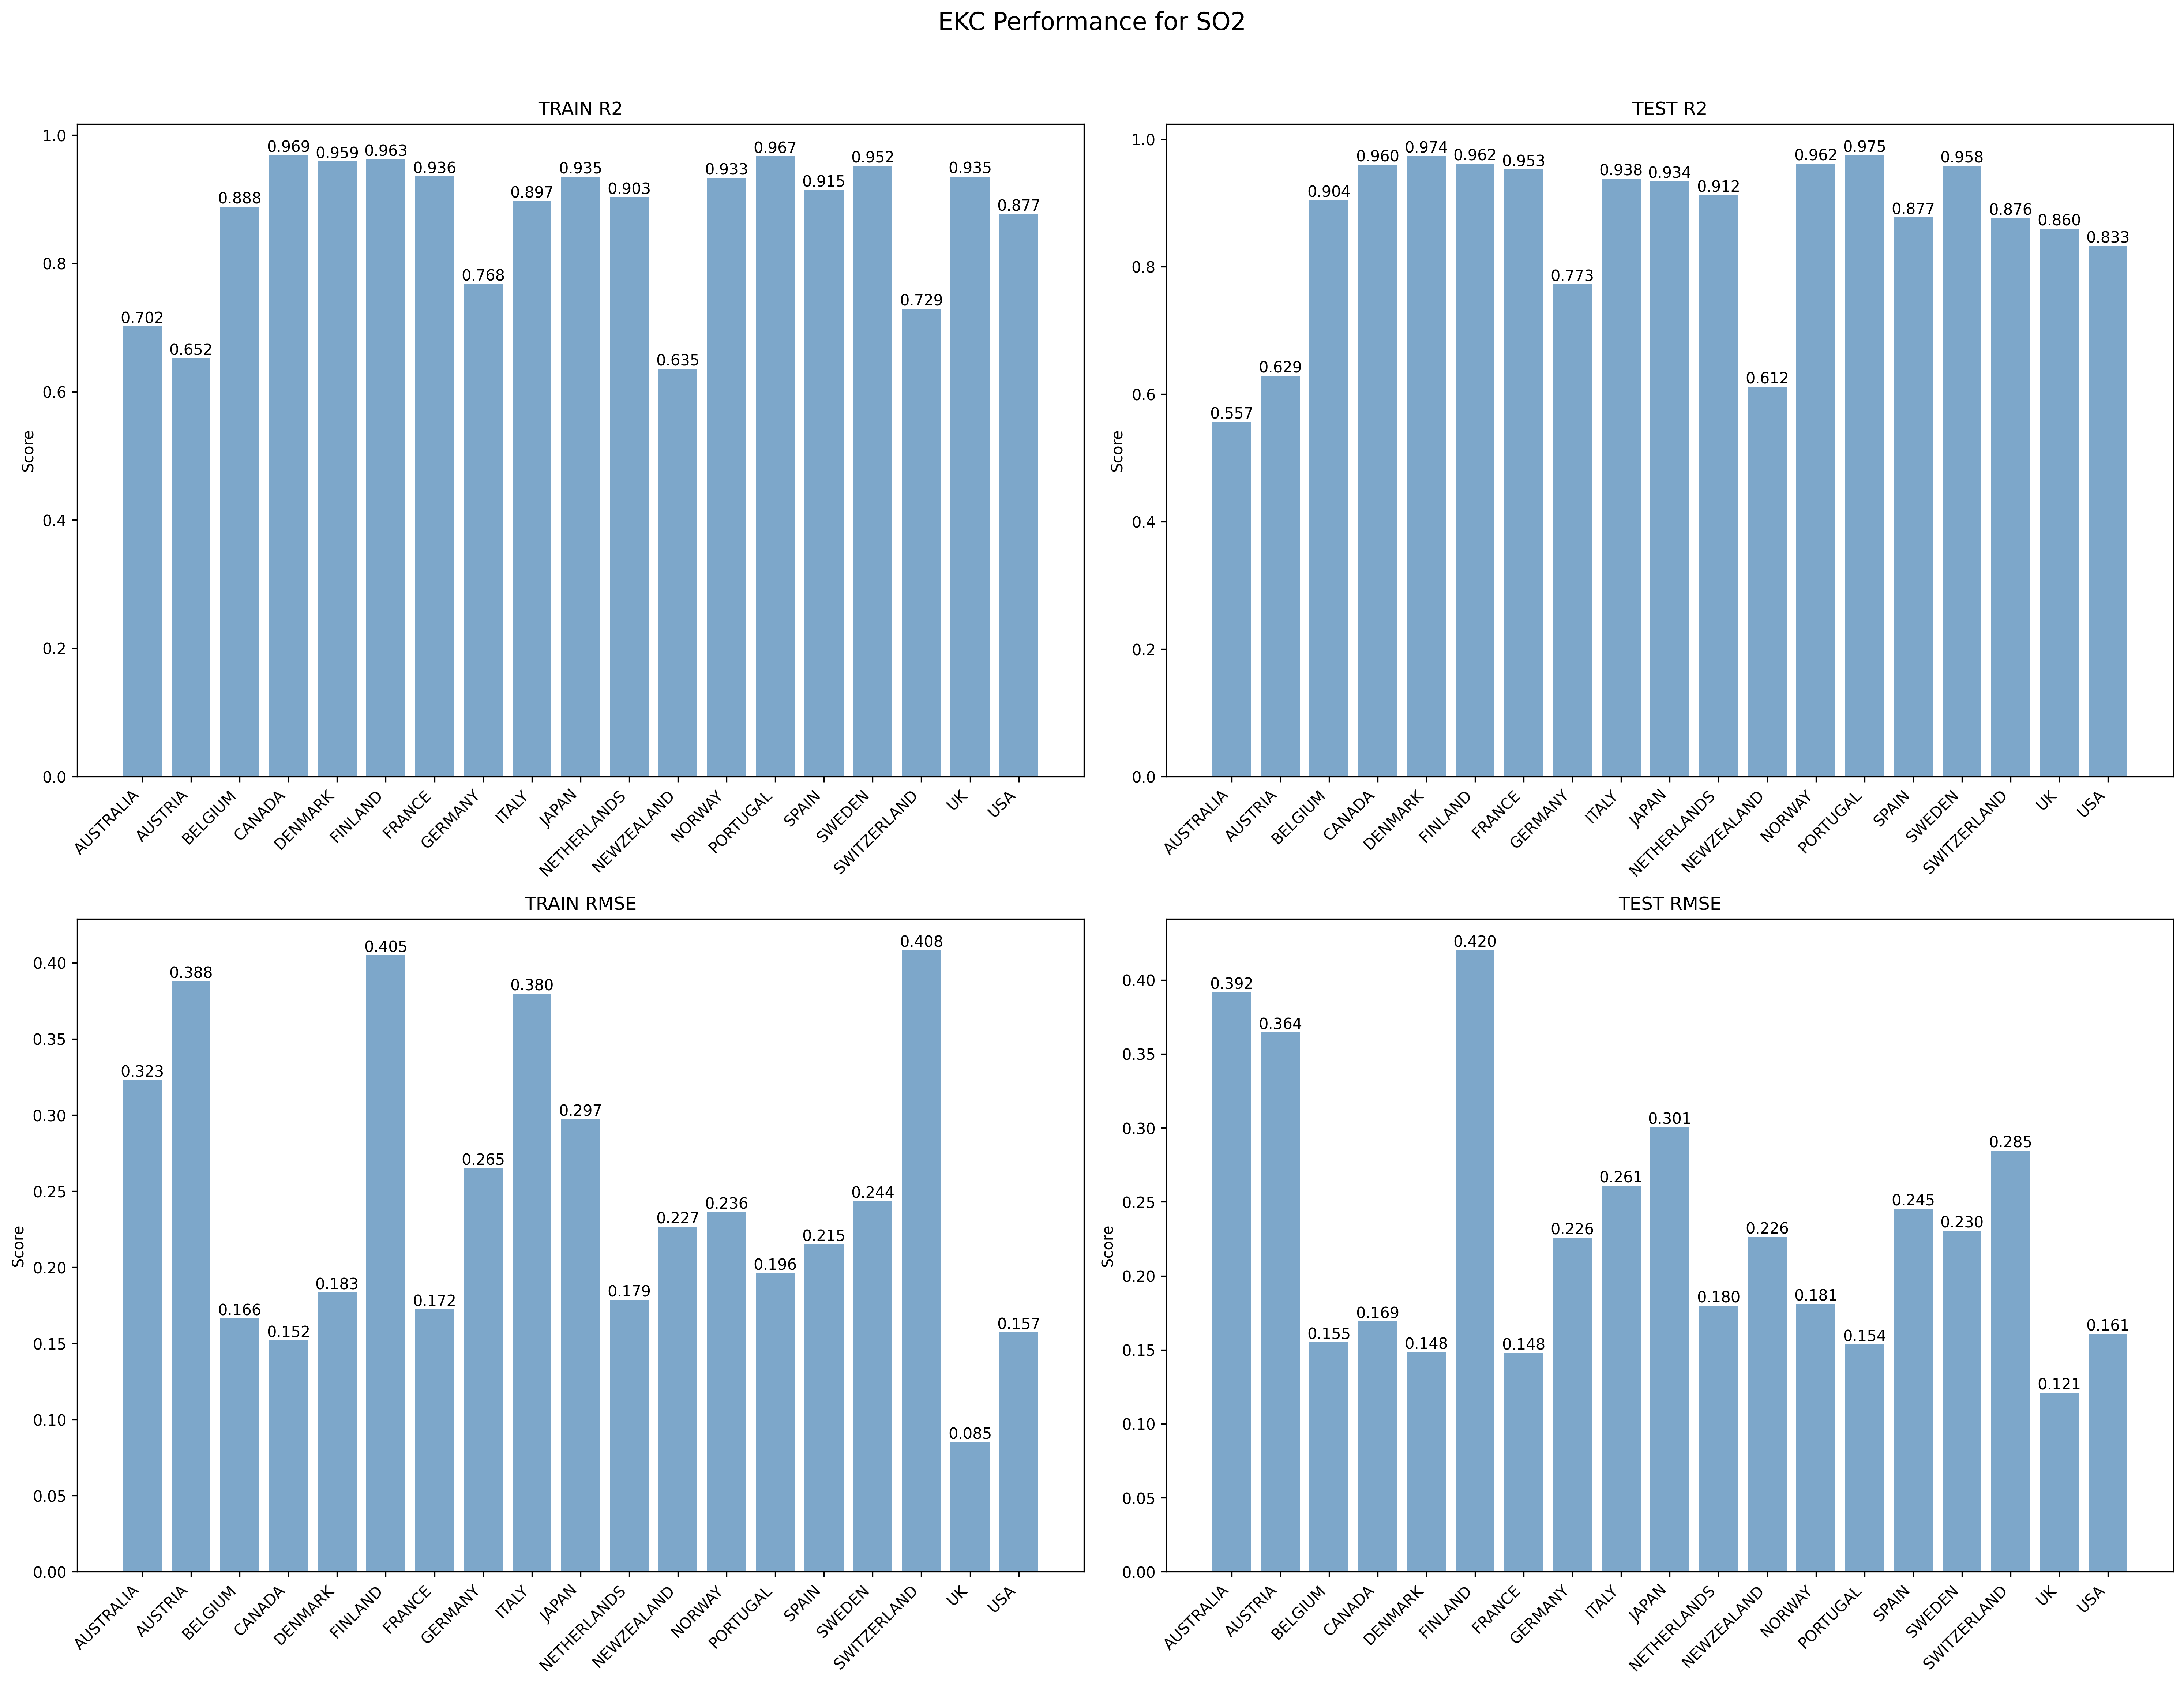 EKC Performance for SO2
TRAIN R2
Score
1.0
0.8
0.6
0.4
0.2
0.0
0.702
0.652
0.888
0.969
0.959
0.963
0.936
0.768
0.897
0.935
0.903
0.635
0.933
0.967
0.915
0.952
0.729
0.935
0.877
AUSTRALIA
AUSTRIA
BELGIUM
CANADA
DENMARK
FINLAND
FRANCE
GERMANY
ITALY
JAPAN
NETHERLANDS
NEWZEALAND
NORWAY
PORTUGAL
SPAIN
SWEDEN
SWITZERLAND
UK
USA
TEST R2
Score
1.0
0.8
0.6
0.4
0.2
0.0
0.557
0.629
0.904
0.960
0.974
0.962
0.953
0.773
0.938
0.934
0.912
0.612
0.962
0.975
0.877
0.958
0.876
0.860
0.833
AUSTRALIA
AUSTRIA
BELGIUM
CANADA
DENMARK
FINLAND
FRANCE
GERMANY
ITALY
JAPAN
NETHERLANDS
NEWZEALAND
NORWAY
PORTUGAL
SPAIN
SWEDEN
SWITZERLAND
UK
USA
TRAIN RMSE
Score
0.40
0.35
0.30
0.25
0.20
0.15
0.10
0.05
0.00
0.323
0.388
0.166
0.152
0.183
0.405
0.172
0.265
0.380
0.297
0.179
0.227
0.236
0.196
0.215
0.244
0.408
0.085
0.157
AUSTRALIA
AUSTRIA
BELGIUM
CANADA
DENMARK
FINLAND
FRANCE
GERMANY
ITALY
JAPAN
NETHERLANDS
NEWZEALAND
NORWAY
PORTUGAL
SPAIN
SWEDEN
SWITZERLAND
UK
USA
TEST RMSE
Score
0.40
0.35
0.30
0.25
0.20
0.15
0.10
0.05
0.00
0.392
0.364
0.155
0.169
0.148
0.420
0.148
0.226
0.261
0.301
0.180
0.226
0.181
0.154
0.245
0.230
0.285
0.121
0.161
AUSTRALIA
AUSTRIA
BELGIUM
CANADA
DENMARK
FINLAND
FRANCE
GERMANY
ITALY
JAPAN
NETHERLANDS
NEWZEALAND
NORWAY
PORTUGAL
SPAIN
SWEDEN
SWITZERLAND
UK
USA